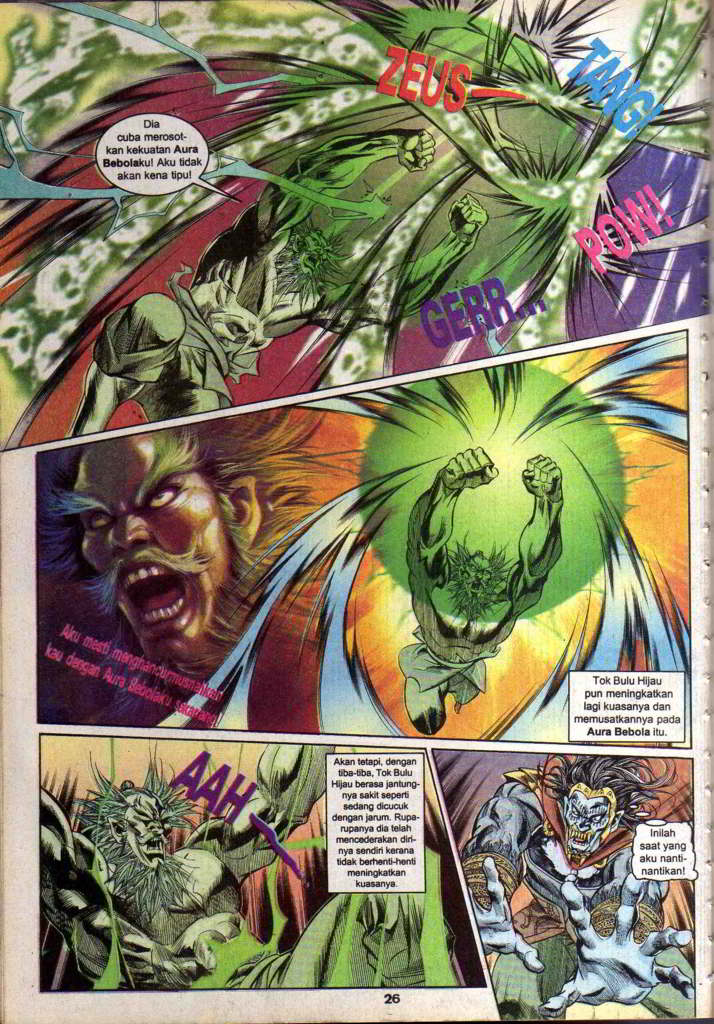 ZEUS
TANG!
Dia
cuba merosot-
kan kekuatan Aura
Bebolaku! Aku tidak
akan kena tipu!
POW!
GERR...
Aku mesti menghancurmusnahkan
kau dengan Aura Bebolaku sekarang!
Tok Bulu Hijau
pun meningkatkan
lagi kuasanya dan
memusatkannya pada
Aura Bebola itu.
AAH
Akan tetapi, dengan
tiba-tiba, Tok Bulu
Hijau berasa jantung-
nya sakit seperti
sedang dicucuk
dengan jarum. Rupa-
rupanya dia telah
mencederakan diri-
nya sendiri kerana
tidak berhenti-henti
meningkatkan
kuasanya.
Inilah
saat yang
aku nanti-
nantikan!
26